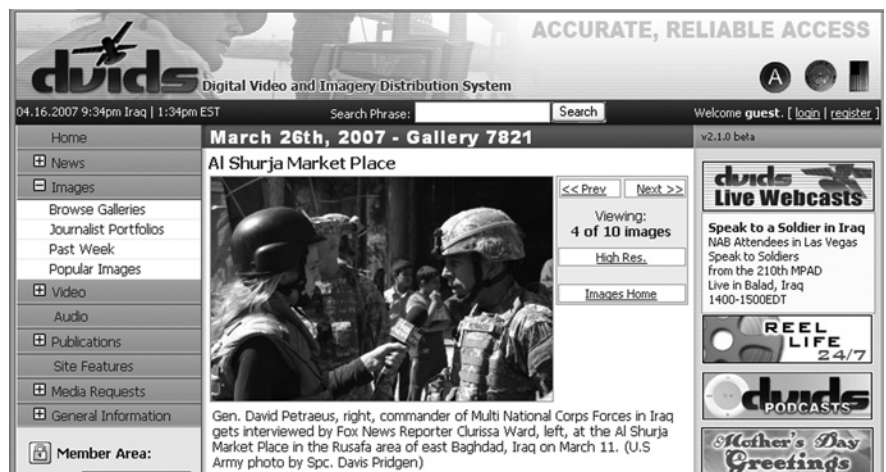 ACCURATE, RELIABLE ACCESS
dvids
Digital Video and Imagery Distribution System
A
04.16.2007 9:34pm Iraq | 1:34pm EST
Search Phrase:
Search
Welcome guest. [ login | register ]
Home
News
Images
Browse Galleries
Journalist Portfolios
Past Week
Popular Images
Video
Audio
Publications
Site Features
Media Requests
General Information
Member Area:
March 26th, 2007 - Gallery 7821
Al Shurja Market Place
<< Prev
Next >>
Viewing:
4 of 10 images
High Res.
Images Home
Gen. David Petraeus, right, commander of Multi National Corps Forces in Iraq
gets interviewed by Fox News Reporter Clurissa Ward, left, at the Al Shurja
Market Place in the Rusafa area of east Baghdad, Iraq on March 11. (U.S
Army photo by Spc. Davis Pridgen)
v2.1.0 beta
dvids
Live Webcasts
Speak to a Soldier in Iraq
NAB Attendees in Las Vegas
Speak to Soldiers
from the 210th MPAD
Live in Balad, Iraq
1400-1500EDT
REEL
LIFE
24/7
dvids
PODCASTS
Mother's Day
Greetings